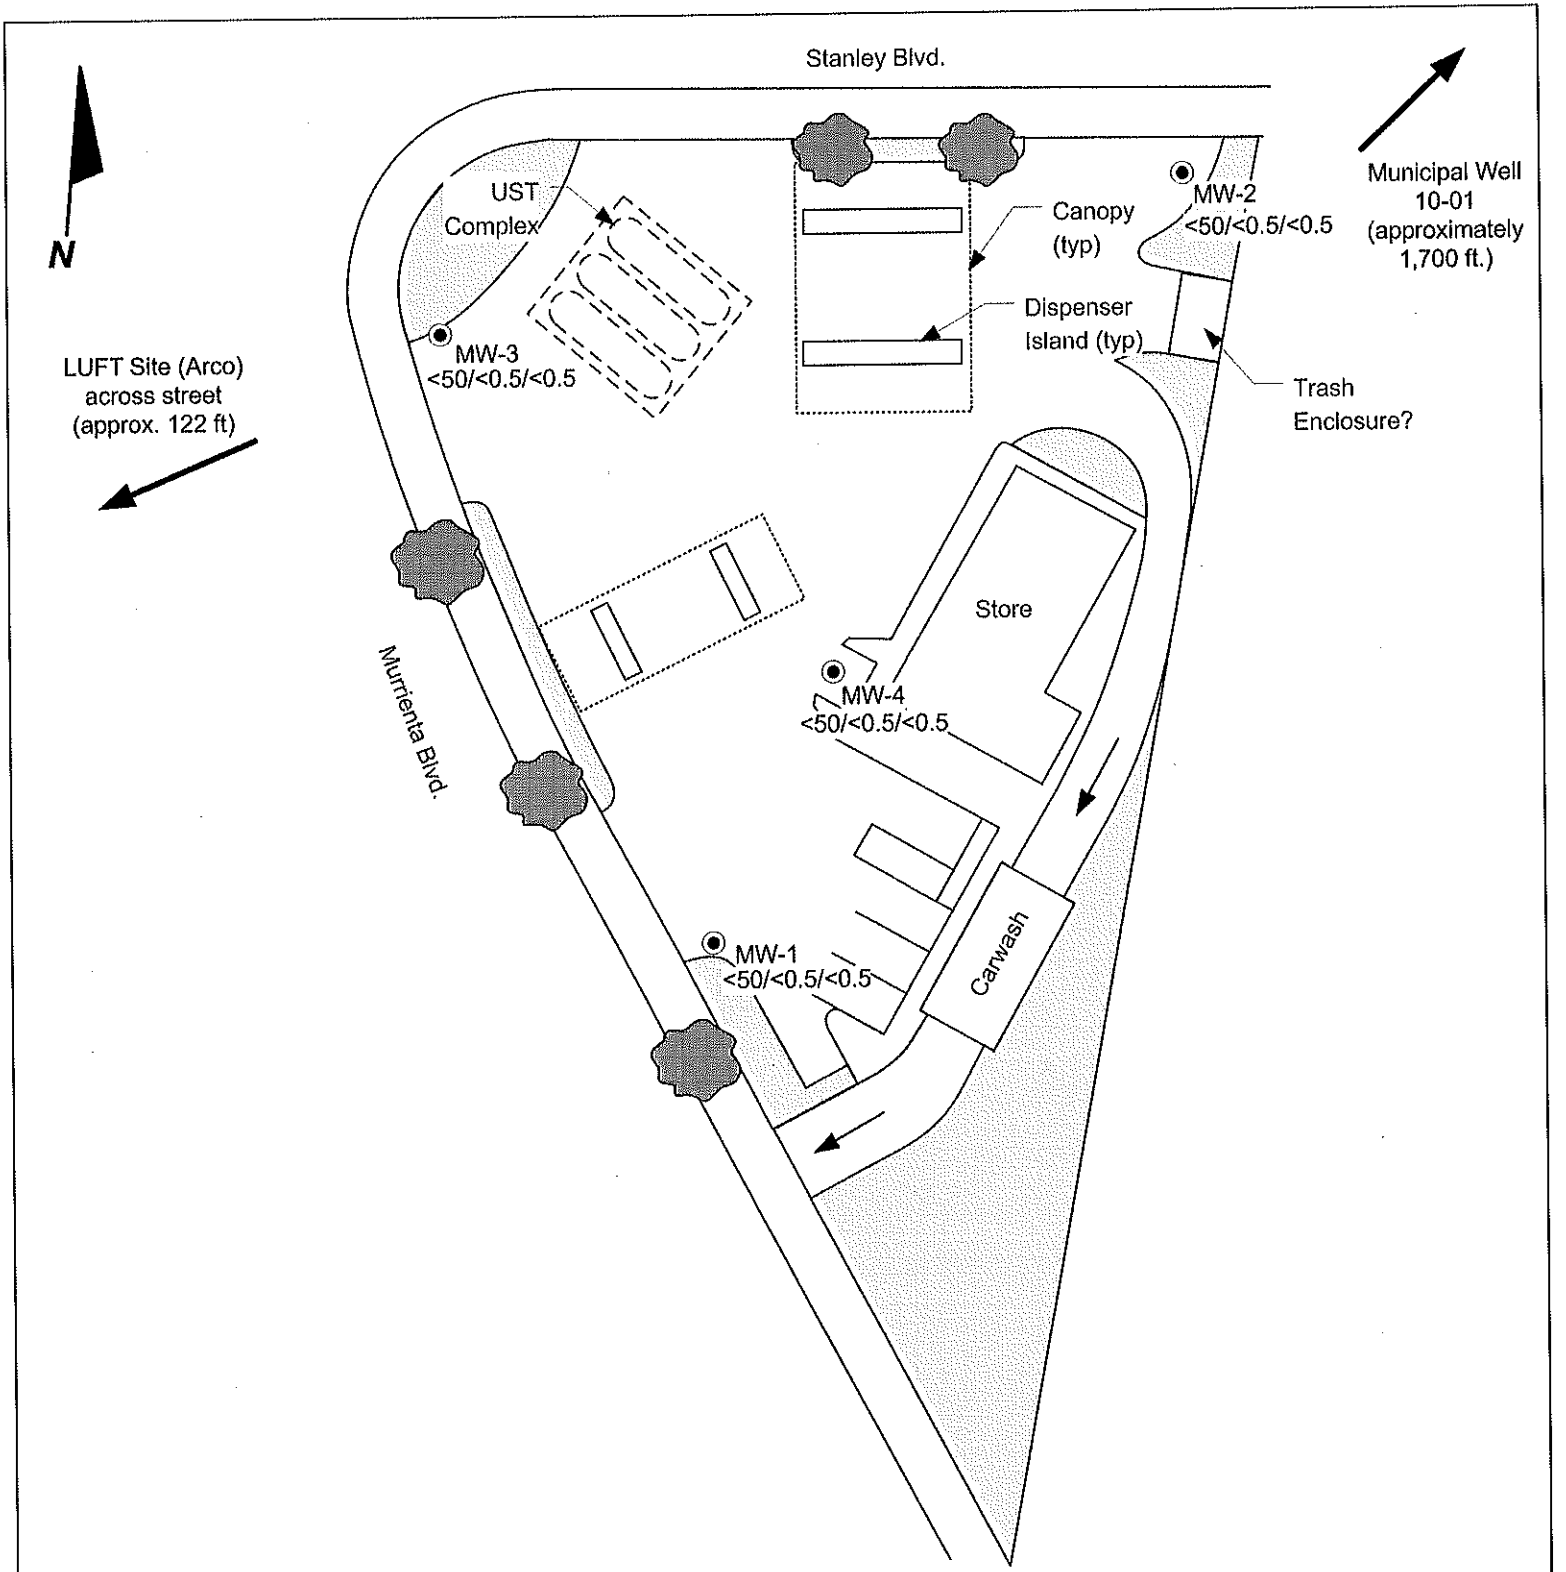 Stanley Blvd.
N
UST
Complex
Canopy
(typ)
MW-2
<50/<0.5/<0.5
Municipal Well
10-01
(approximately
1,700 ft.)
Dispenser
Island (typ)
MW-3
<50/<0.5/<0.5
LUFT Site (Arco)
across street
(approx. 122 ft)
Trash
Enclosure?
Store
Murrienta Blvd.
MW-4
<50/<0.5/<0.5
MW-1
<50/<0.5/<0.5
Carwash